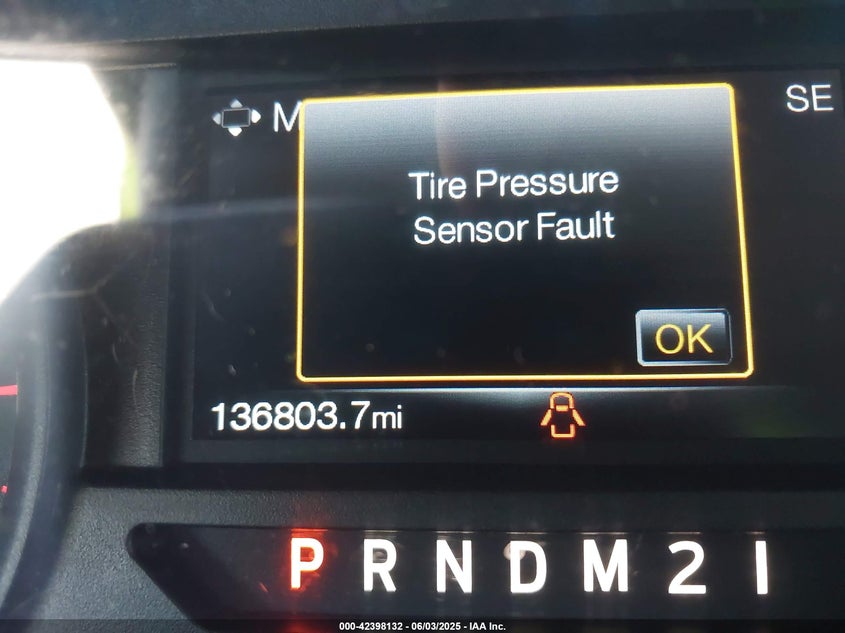 M
SE
Tire Pressure
Sensor Fault
OK
136803.7mi
P R N D M 2 1
000-42398132 - 06/03/2025 - IAA Inc.